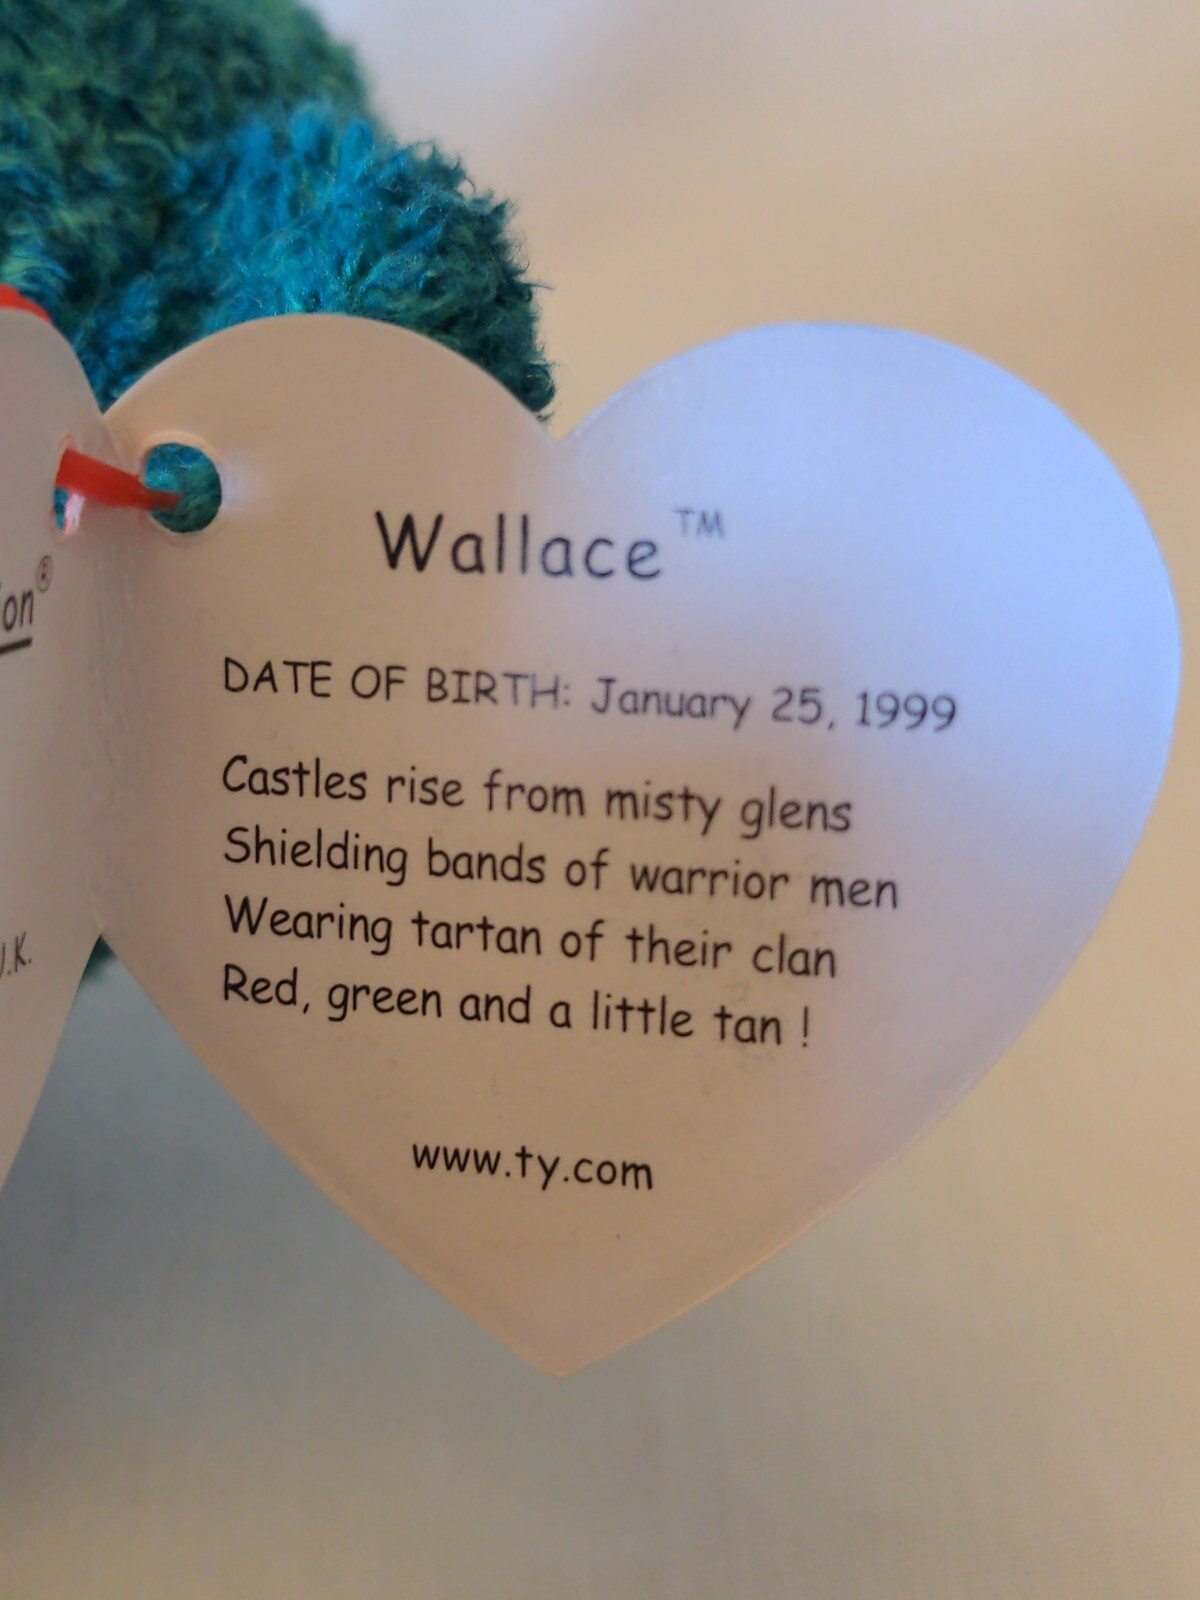 Wallace™
DATE OF BIRTH: January 25, 1999
Castles rise from misty glens
Shielding bands of warrior men
Wearing tartan of their clan
Red, green and a little tan !
www.ty.com
ion®
U.K.